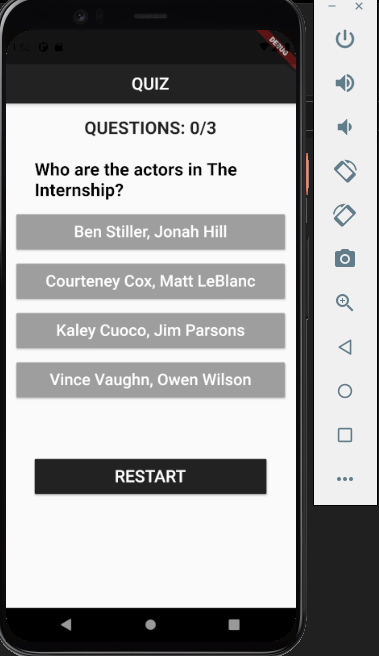 DEBUG
QUIZ
QUESTIONS: 0/3
Who are the actors in The
Internship?
Ben Stiller, Jonah Hill
Courteney Cox, Matt LeBlanc
Kaley Cuoco, Jim Parsons
Vince Vaughn, Owen Wilson
RESTART